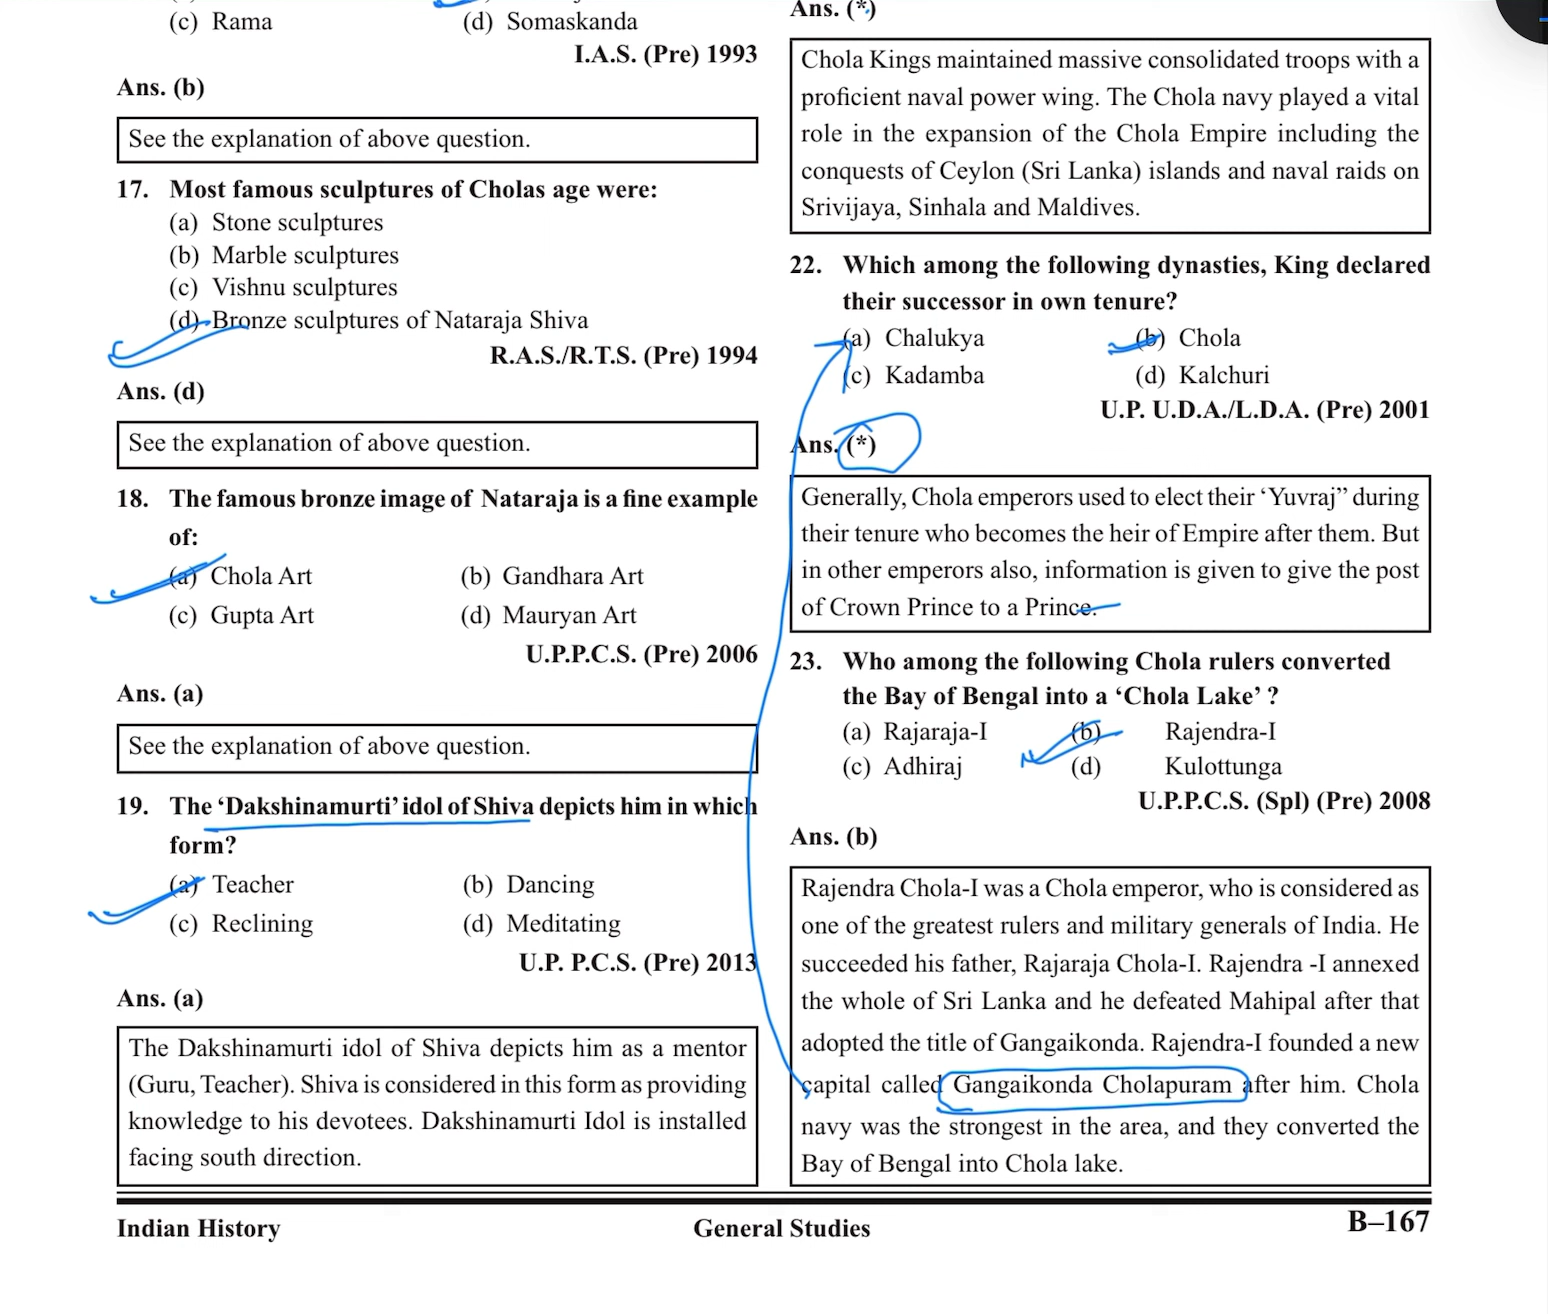 (c) Rama (d) Somaskanda
I.A.S. (Pre) 1993
Ans. (b)
See the explanation of above question.
17. Most famous sculptures of Cholas age were:
(a) Stone sculptures
(b) Marble sculptures
(c) Vishnu sculptures
(d) Bronze sculptures of Nataraja Shiva
R.A.S./R.T.S. (Pre) 1994
Ans. (d)
See the explanation of above question.
18. The famous bronze image of Nataraja is a fine example
of:
(a) Chola Art (b) Gandhara Art
(c) Gupta Art (d) Mauryan Art
U.P.P.C.S. (Pre) 2006
Ans. (a)
See the explanation of above question.
19. The ‘Dakshinamurti’ idol of Shiva depicts him in which
form?
(a) Teacher (b) Dancing
(c) Reclining (d) Meditating
U.P. P.C.S. (Pre) 2013
Ans. (a)
The Dakshinamurti idol of Shiva depicts him as a mentor
(Guru, Teacher). Shiva is considered in this form as providing
knowledge to his devotees. Dakshinamurti Idol is installed
facing south direction.
Ans. (*)
Chola Kings maintained massive consolidated troops with a
proficient naval power wing. The Chola navy played a vital
role in the expansion of the Chola Empire including the
conquests of Ceylon (Sri Lanka) islands and naval raids on
Srivijaya, Sinhala and Maldives.
22. Which among the following dynasties, King declared
their successor in own tenure?
(a) Chalukya (b) Chola
(c) Kadamba (d) Kalchuri
U.P. U.D.A./L.D.A. (Pre) 2001
Ans. (*)
Generally, Chola emperors used to elect their ‘Yuvraj” during
their tenure who becomes the heir of Empire after them. But
in other emperors also, information is given to give the post
of Crown Prince to a Prince.
23. Who among the following Chola rulers converted
the Bay of Bengal into a ‘Chola Lake’ ?
(a) Rajaraja-I (b) Rajendra-I
(c) Adhiraj (d) Kulottunga
U.P.P.C.S. (Spl) (Pre) 2008
Ans. (b)
Rajendra Chola-I was a Chola emperor, who is considered as
one of the greatest rulers and military generals of India. He
succeeded his father, Rajaraja Chola-I. Rajendra -I annexed
the whole of Sri Lanka and he defeated Mahipal after that
adopted the title of Gangaikonda. Rajendra-I founded a new
capital called Gangaikonda Cholapuram after him. Chola
navy was the strongest in the area, and they converted the
Bay of Bengal into Chola lake.
Indian History General Studies B–167